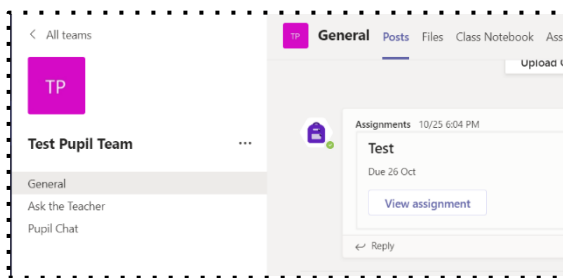 All teams
TP
Test Pupil Team
General
Ask the Teacher
Pupil Chat
TP General Posts Files Class Notebook
Upload
Assignments 10/25 6:04 PM
Test
Due 26 Oct
View assignment
Reply